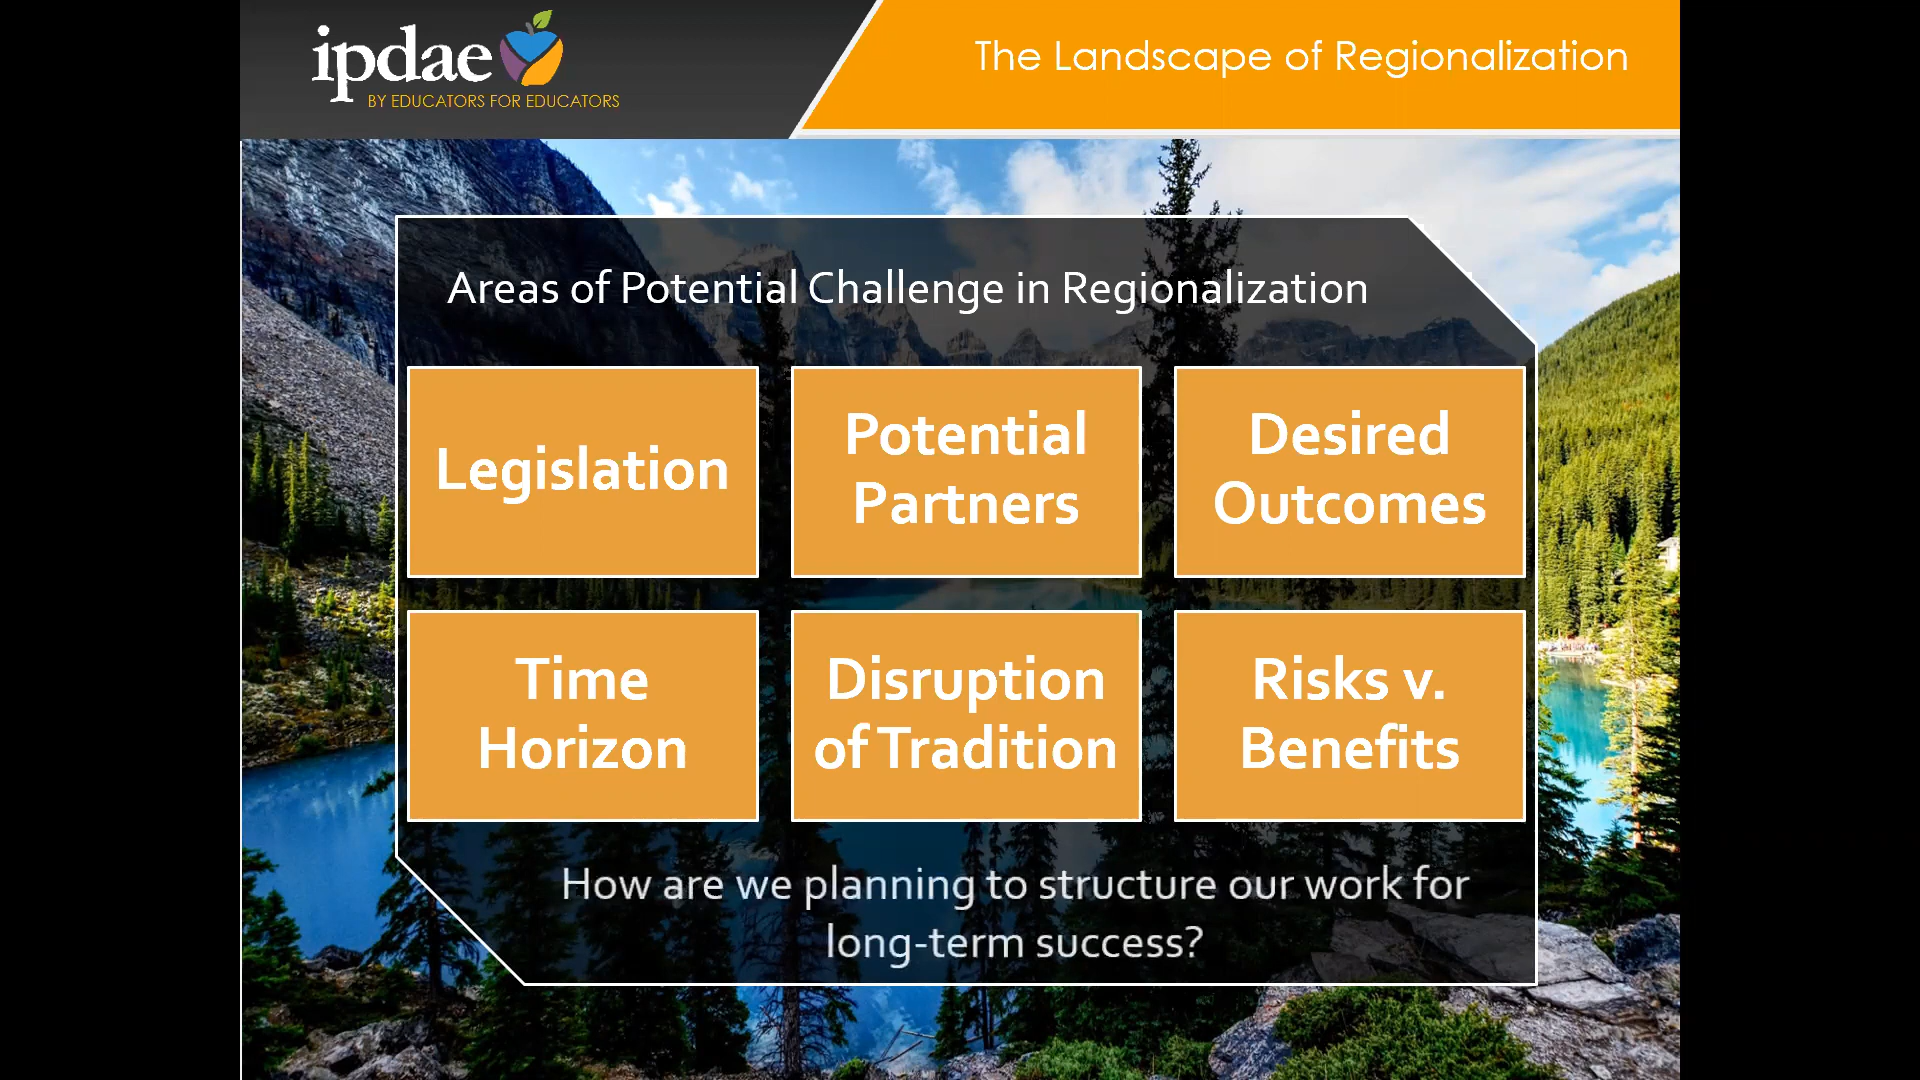 ipdae
BY EDUCATORS FOR EDUCATORS
The Landscape of Regionalization
Areas of Potential Challenge in Regionalization
Legislation
Potential
Partners
Desired
Outcomes
Time
Horizon
Disruption
of Tradition
Risks v.
Benefits
How are we planning to structure our work for
long-term success?